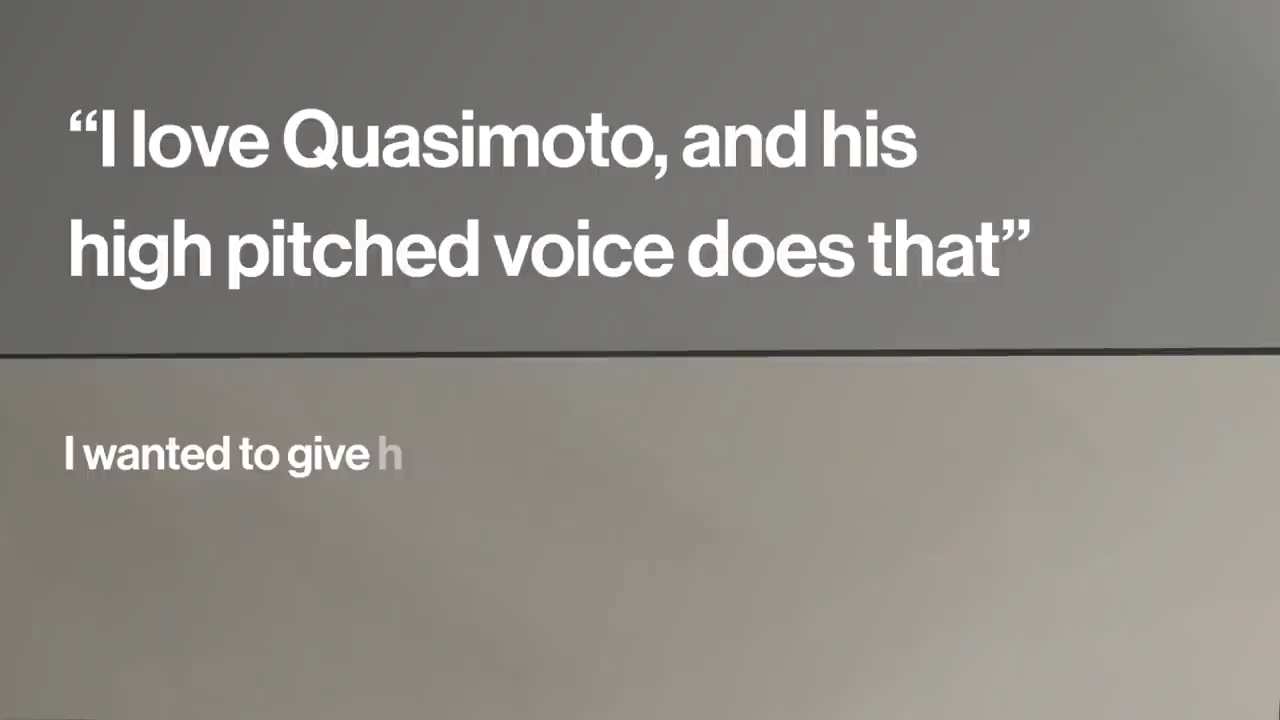 “I love Quasimoto, and his
high pitched voice does that”
I wanted to give h